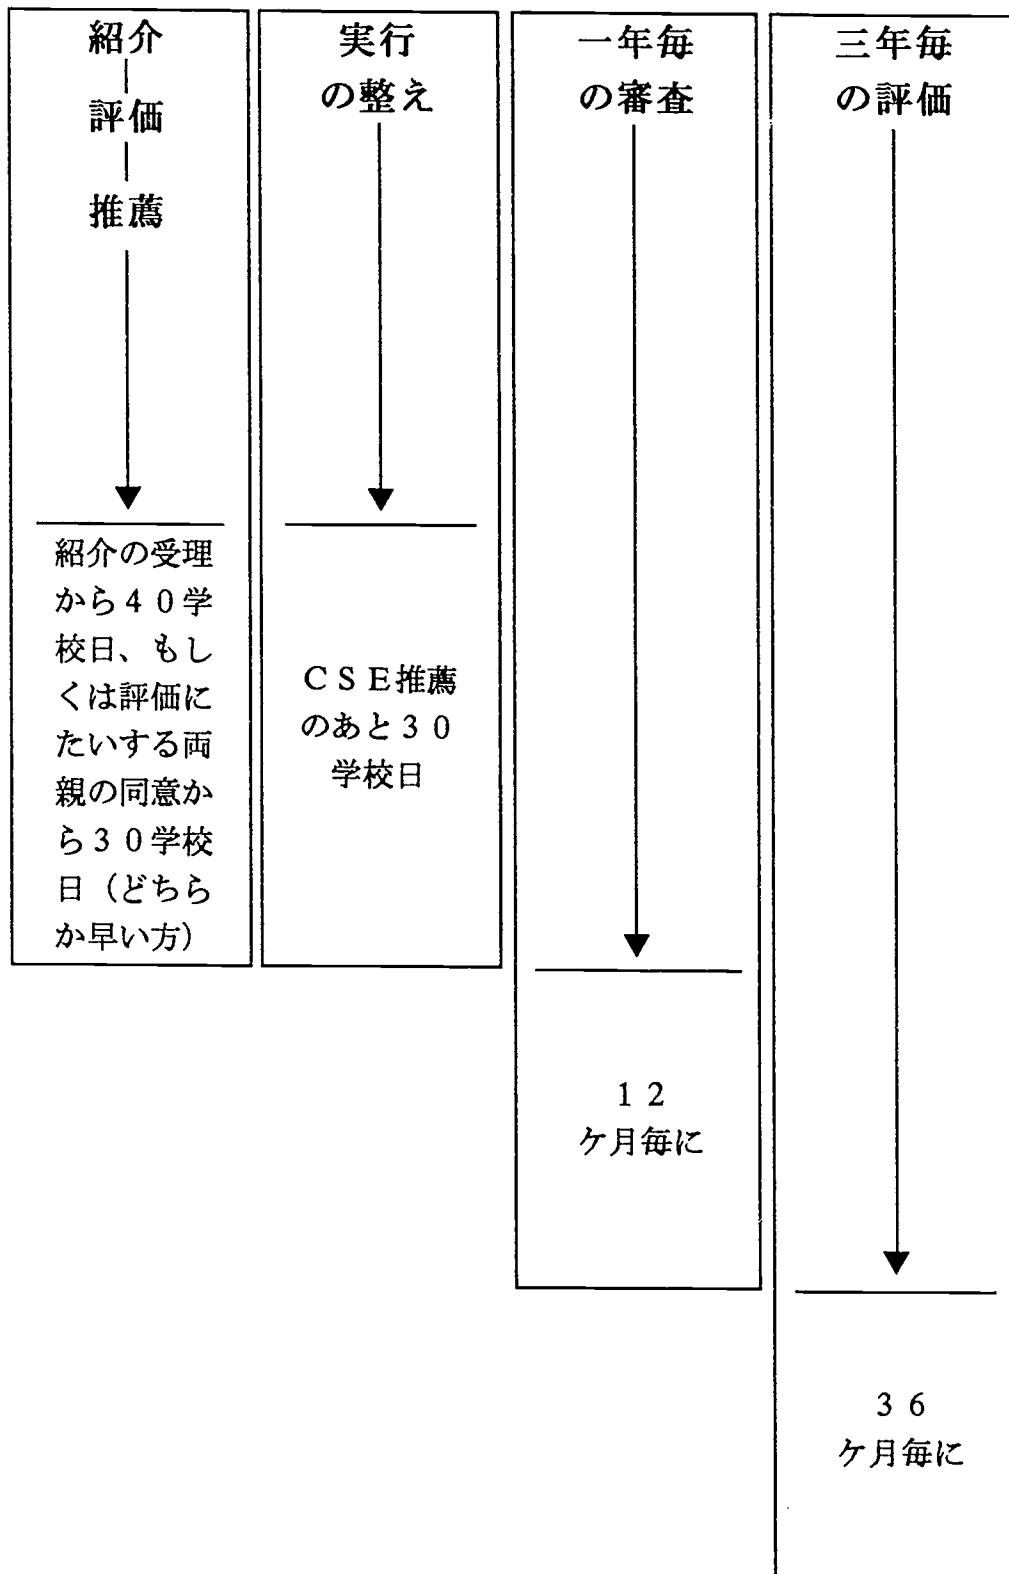 紹介
評価
推薦
紹介の受理
から４０学
校日、もし
くは評価に
たいする両
親の同意か
ら３０学校
日（どちら
か早い方）
実行
の整え
ＣＳＥ推薦
のあと３０
学校日
一年毎
の審査
１２
ケ月毎に
三年毎
の評価
３６
ケ月毎に